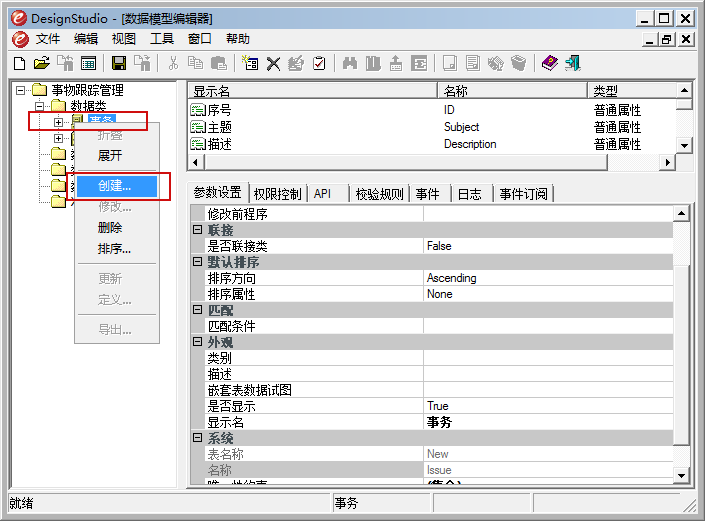 DesignStudio - [数据模型编辑器]
文件 编辑 视图 工具 窗口 帮助
事物跟踪管理
数据类
事务
折叠
展开
创建...
修改...
删除
排序...
更新
定义...
导出...
显示名 名称 类型
序号 ID 普通属性
主题 Subject 普通属性
描述 Description 普通属性
参数设置 权限控制 API 校验规则 事件 日志 事件订阅
修改前程序
联接
是否联接类 False
默认排序
排序方向 Ascending
排序属性 None
匹配
匹配条件
外观
类别
描述
嵌套表数据试图
是否显示 True
显示名 事务
系统
表名称 New
名称 Issue
就绪 事务